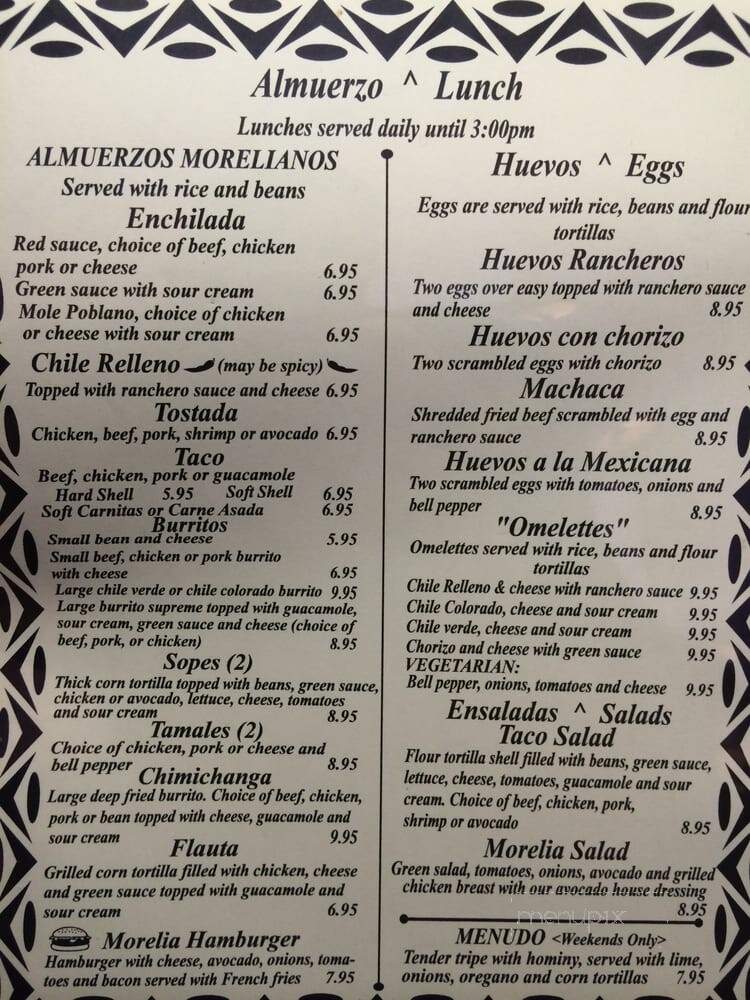 Almuerzo ^ Lunch
Lunches served daily until 3:00pm
ALMUERZOS MORELIANOS
Served with rice and beans
Enchilada
Red sauce, choice of beef, chicken
pork or cheese 6.95
Green sauce with sour cream 6.95
Mole Poblano, choice of chicken
or cheese with sour cream 6.95
Chile Relleno (may be spicy)
Topped with ranchero sauce and cheese 6.95
Tostada
Chicken, beef, pork, shrimp or avocado 6.95
Taco
Beef, chicken, pork or guacamole
Hard Shell 5.95 Soft Shell 6.95
Soft Carnitas or Carne Asada 6.95
Burritos
Small bean and cheese 5.95
Small beef, chicken or pork burrito
with cheese 6.95
Large chile verde or chile colorado burrito 9.95
Large burrito supreme topped with guacamole,
sour cream, green sauce and cheese (choice of
beef, pork, or chicken) 8.95
Sopes (2)
Thick corn tortilla topped with beans, green sauce,
chicken or avocado, lettuce, cheese, tomatoes
and sour cream 8.95
Tamales (2)
Choice of chicken, pork or cheese and
bell pepper 8.95
Chimichanga
Large deep fried burrito. Choice of beef, chicken,
pork or bean topped with cheese, guacamole and
sour cream 9.95
Flauta
Grilled corn tortilla filled with chicken, cheese
and green sauce topped with guacamole and
sour cream 6.95
Morelia Hamburger
Hamburger with cheese, avocado, onions, toma-
toes and bacon served with French fries 7.95
Huevos ^ Eggs
Eggs are served with rice, beans and flour
tortillas
Huevos Rancheros
Two eggs over easy topped with ranchero sauce
and cheese 8.95
Huevos con chorizo
Two scrambled eggs with chorizo 8.95
Machaca
Shredded fried beef scrambled with egg and
ranchero sauce 8.95
Huevos a la Mexicana
Two scrambled eggs with tomatoes, onions and
bell pepper 8.95
"Omelettes"
Omelettes served with rice, beans and flour
tortillas
Chile Relleno & cheese with ranchero sauce 9.95
Chile Colorado, cheese and sour cream 9.95
Chile verde, cheese and sour cream 9.95
Chorizo and cheese with green sauce 9.95
VEGETARIAN:
Bell pepper, onions, tomatoes and cheese 9.95
Ensaladas ^ Salads
Taco Salad
Flour tortilla shell filled with beans, green sauce,
lettuce, cheese, tomatoes, guacamole and sour
cream. Choice of beef, chicken, pork,
shrimp or avocado 8.95
Morelia Salad
Green salad, tomatoes, onions, avocado and grilled
chicken breast with our avocado house dressing
8.95
menupix
MENUDO <Weekends Only>
Tender tripe with hominy, served with lime,
onions, oregano and corn tortillas 7.95